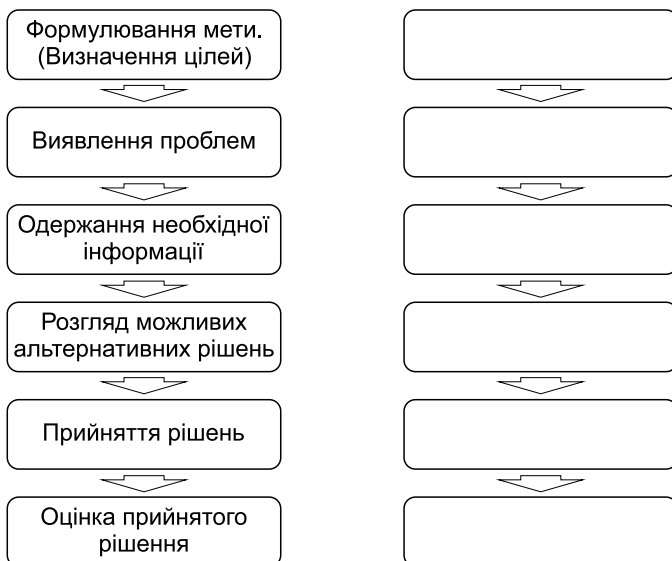 Формулювання мети.
(Визначення цілей)
Виявлення проблем
Одержання необхідної
інформації
Розгляд можливих
альтернативних рішень
Прийняття рішень
Оцінка прийнятого
рішення